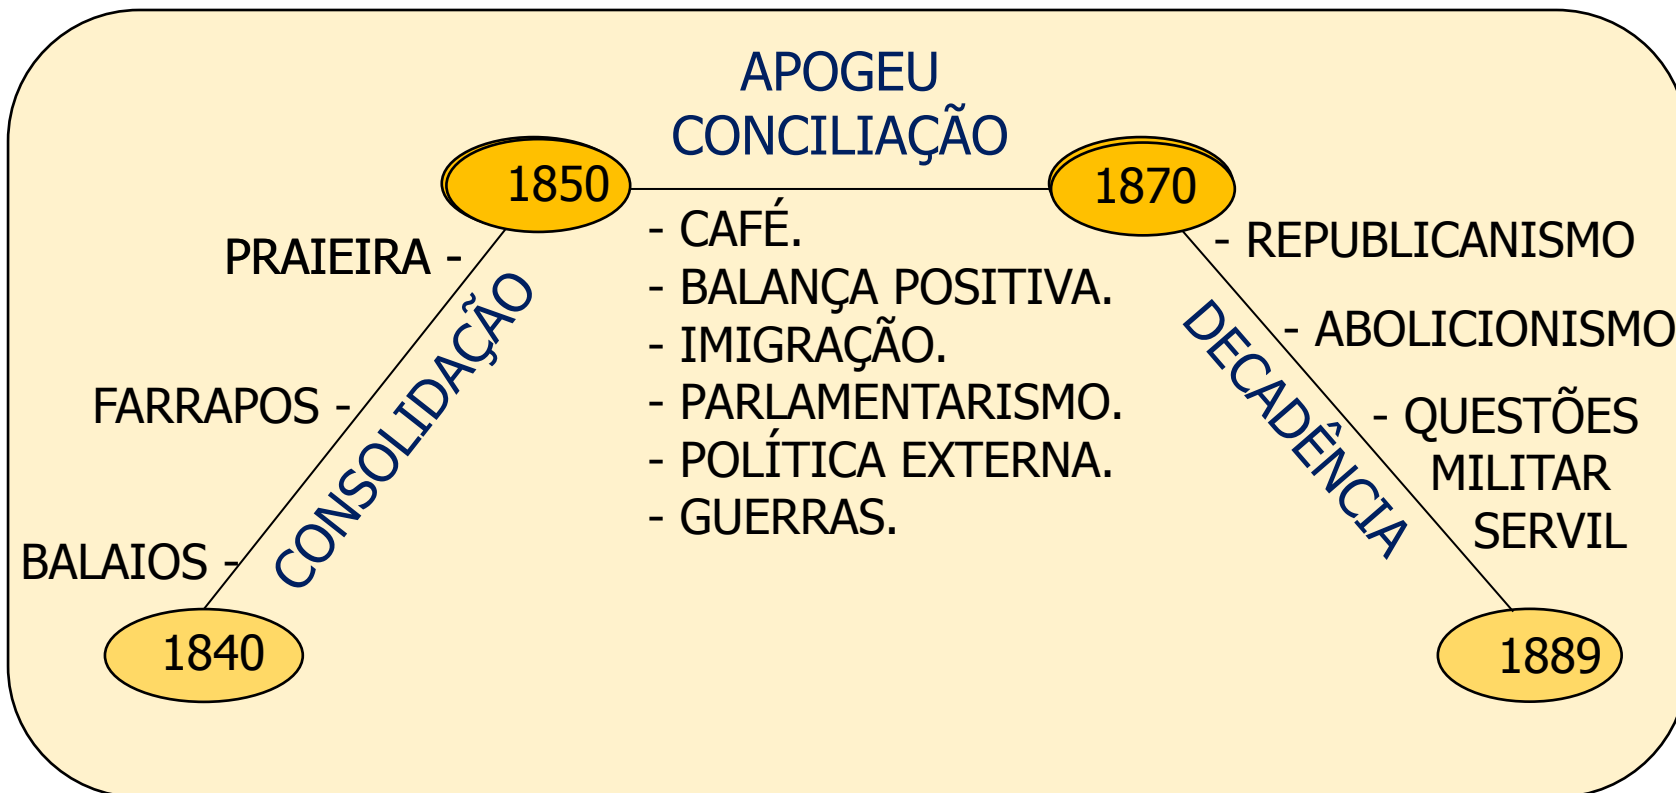 APOGEU
CONCILIAÇÃO
1850
1870
PRAIEIRA -
FARRAPOS -
BALAIOS -
CONSOLIDAÇÃO
1840
- CAFÉ.
- BALANÇA POSITIVA.
- IMIGRAÇÃO.
- PARLAMENTARISMO.
- POLÍTICA EXTERNA.
- GUERRAS.
DECADÊNCIA
- REPUBLICANISMO
- ABOLICIONISMO
- QUESTÕES
MILITAR
SERVIL
1889